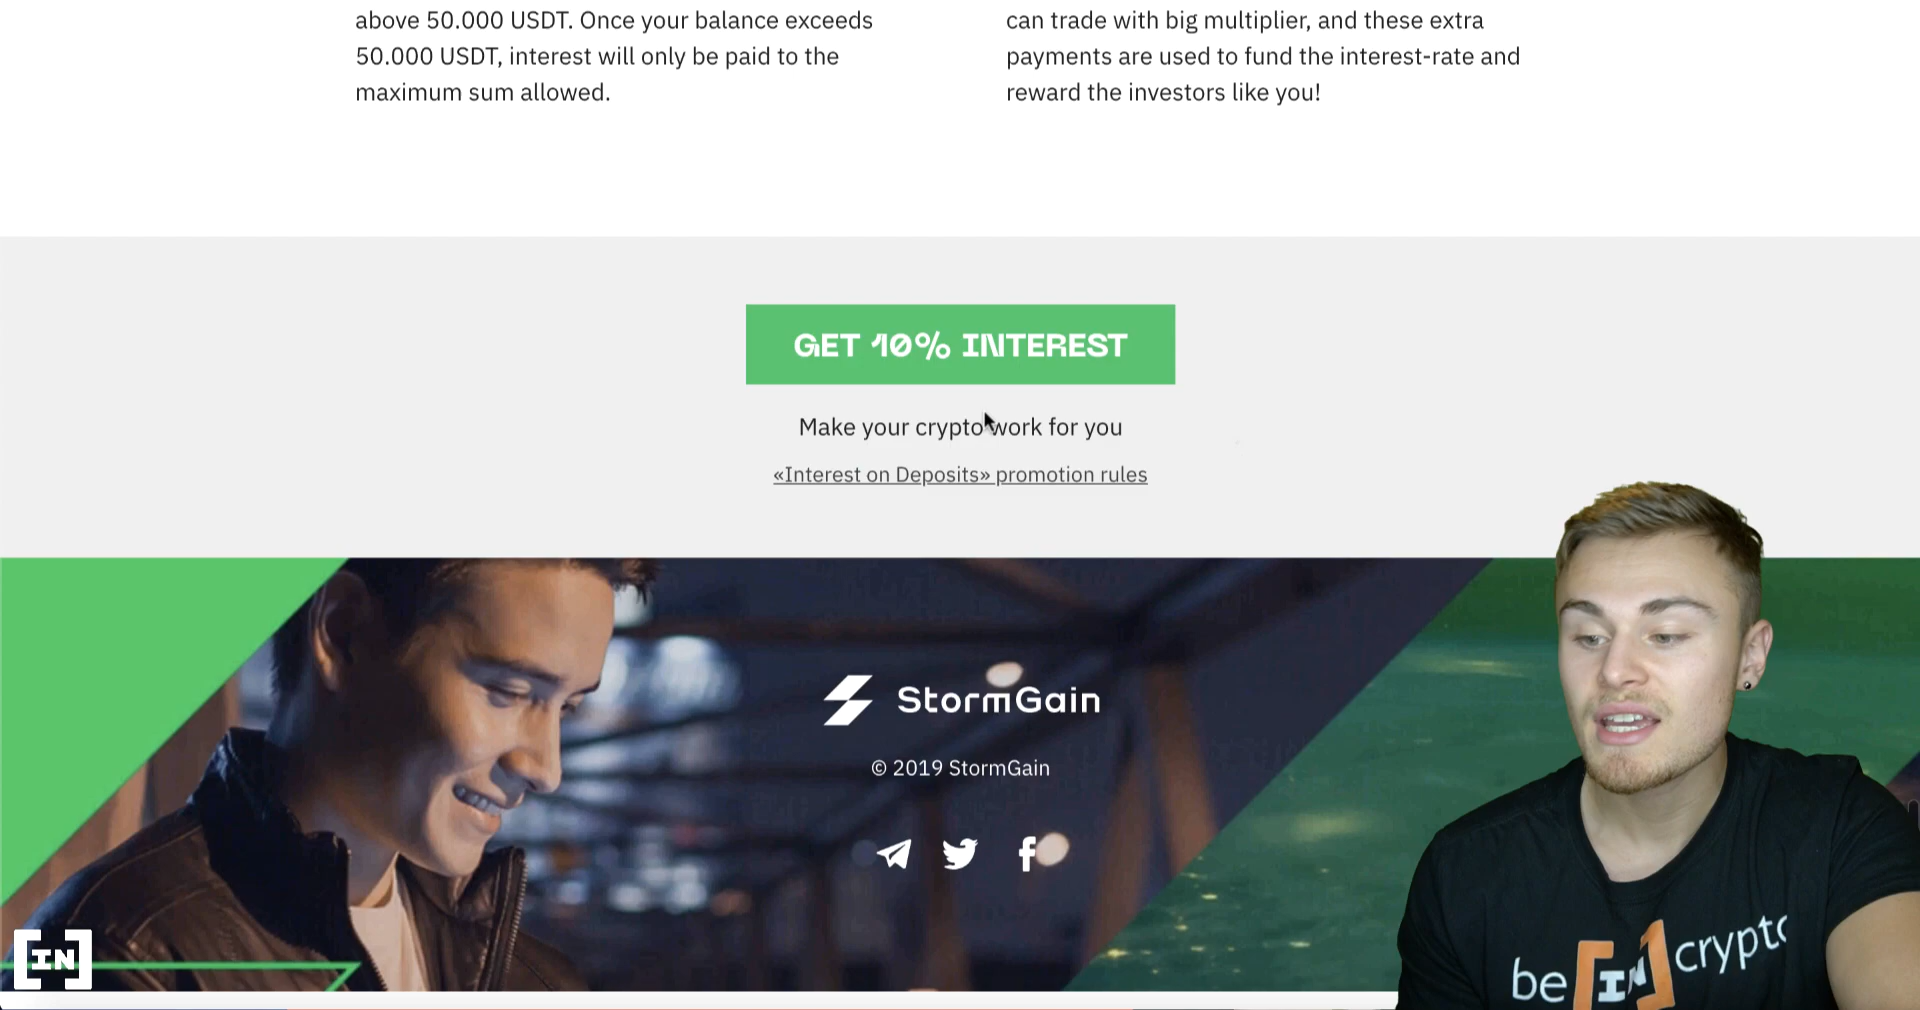 above 50.000 USDT. Once your balance exceeds
50.000 USDT, interest will only be paid to the
maximum sum allowed.
can trade with big multiplier, and these extra
payments are used to fund the interest-rate and
reward the investors like you!
GET 10% INTEREST
Make your crypto work for you
«Interest on Deposits» promotion rules
StormGain
© 2019 StormGain
[IN]
be[IN]crypto